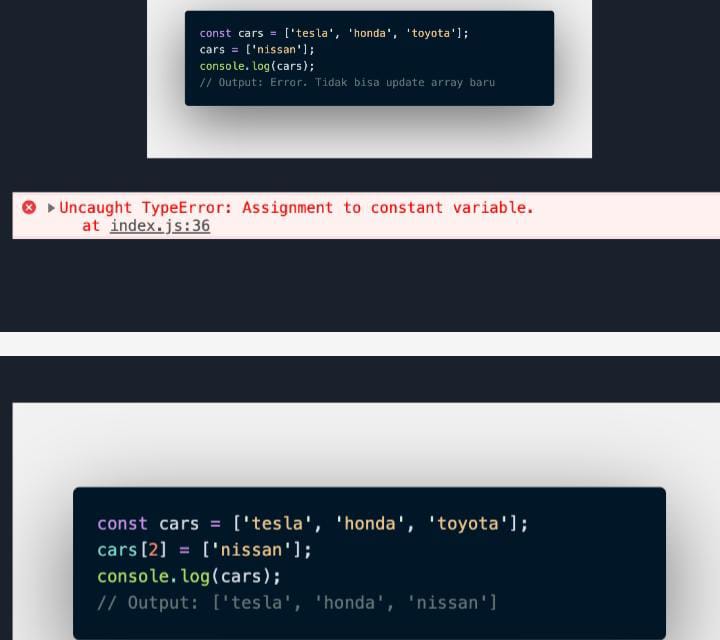 const cars = ['tesla', 'honda', 'toyota'];
cars = ['nissan'];
console.log(cars);
// Output: Error. Tidak bisa update array baru
Uncaught TypeError: Assignment to constant variable.
at index.js:36
const cars = ['tesla', 'honda', 'toyota'];
cars[2] = ['nissan'];
console.log(cars);
// Output: ['tesla', 'honda', 'nissan']